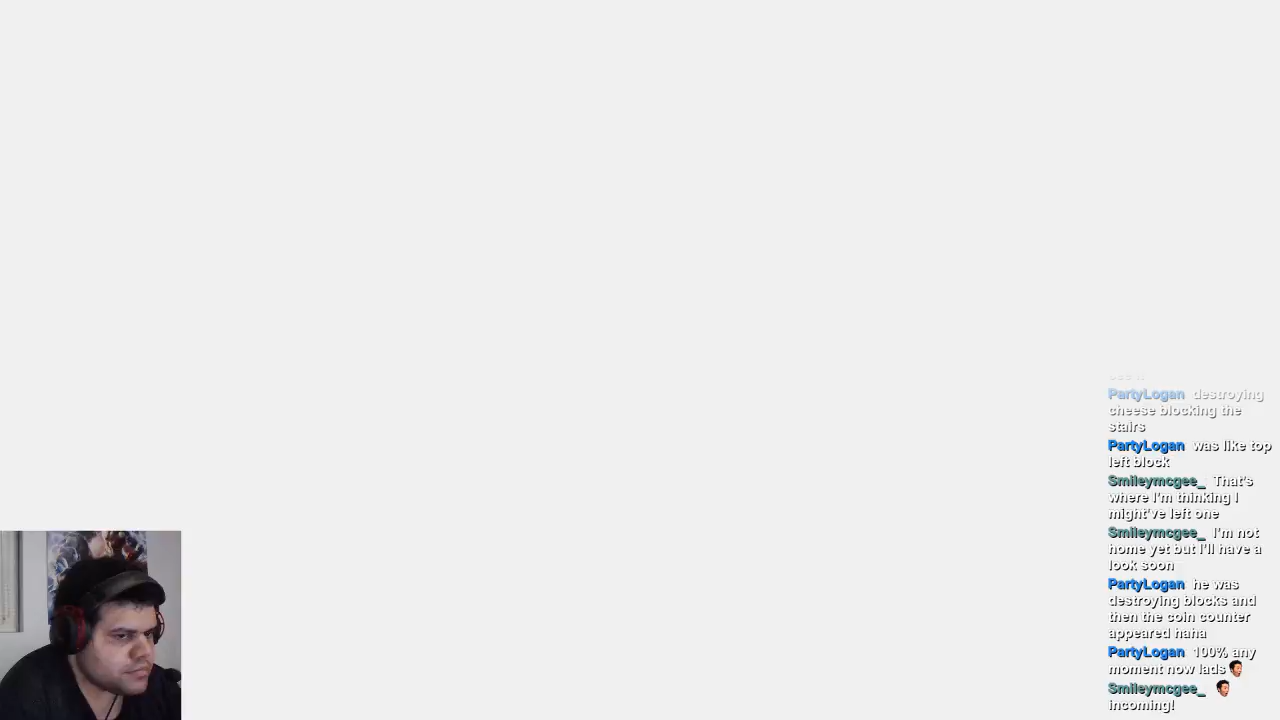 PartyLogan destroying
cheese blocking the
stairs
PartyLogan was like top
left block
Smileymcgee_ That's
where I'm thinking I
might've left one
Smileymcgee_ I'm not
home yet but I'll have a
look soon
PartyLogan he was
destroying blocks and
then the coin counter
appeared haha
PartyLogan 100% any
moment now lads
Smileymcgee_
incoming!